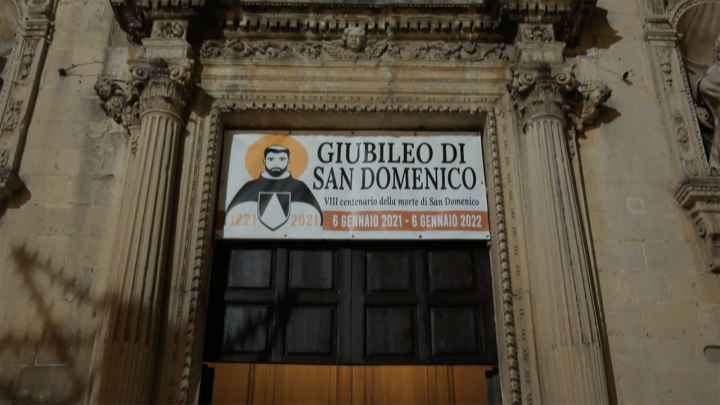 GIUBILEO DI
SAN DOMENICO
VIII centenario della morte di San Domenico
1221 2021
6 GENNAIO 2021 - 6 GENNAIO 2022